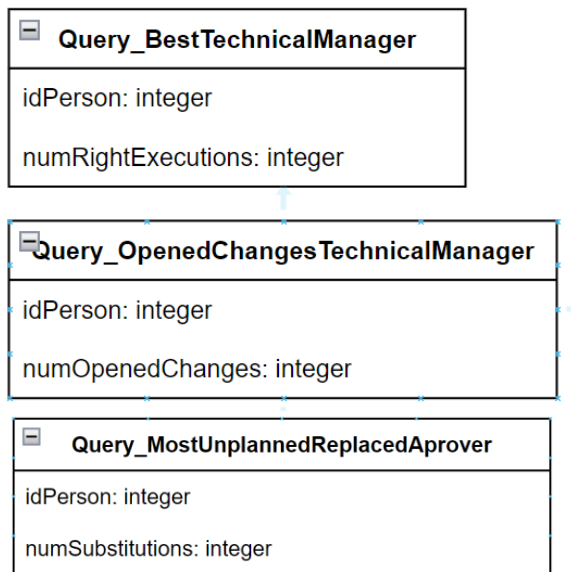 Query_BestTechnicalManager
idPerson: integer
numRightExecutions: integer
Query_OpenedChangesTechnicalManager
idPerson: integer
numOpenedChanges: integer
Query_MostUnplannedReplacedAprover
idPerson: integer
numSubstitutions: integer